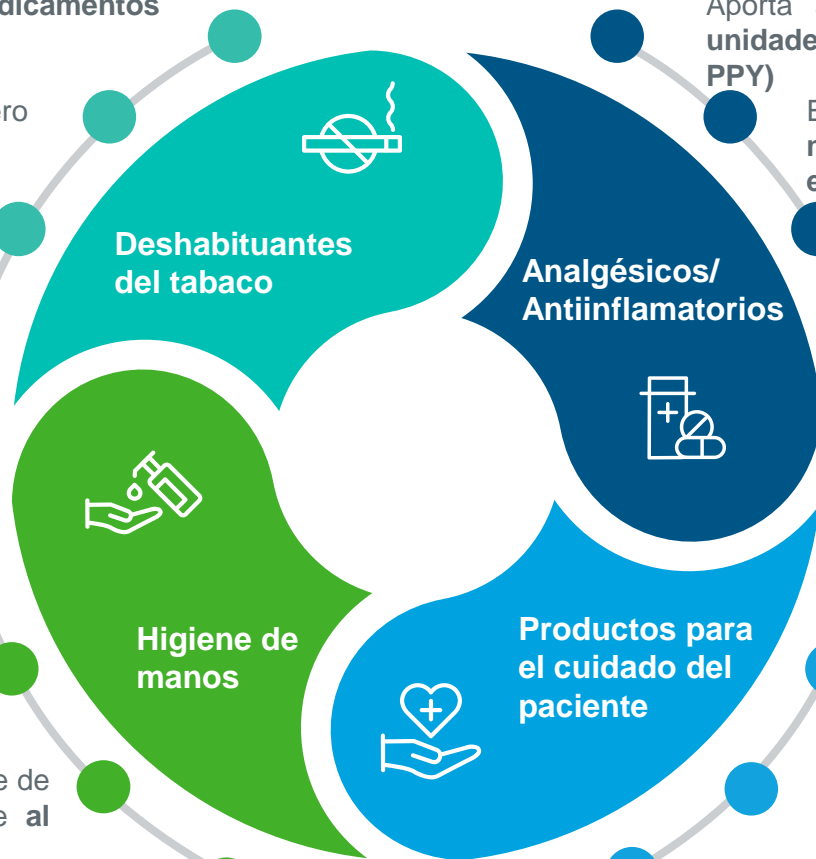 dicamentos
Aporta
unidade
PPY)
ero
Deshabituantes
del tabaco
Analgésicos/
Antiinflamatorios
Higiene de
manos
Productos para
el cuidado del
paciente
e de
e al